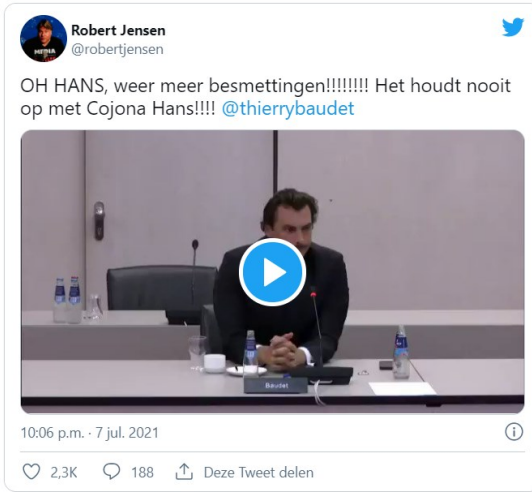 Robert Jensen
@robertjensen
OH HANS, weer meer besmettingen!!!!!!!! Het houdt nooit
op met Cojona Hans!!!! @thierrybaudet
Baudet
10:06 p.m. · 7 jul. 2021
2,3K 188 Deze Tweet delen